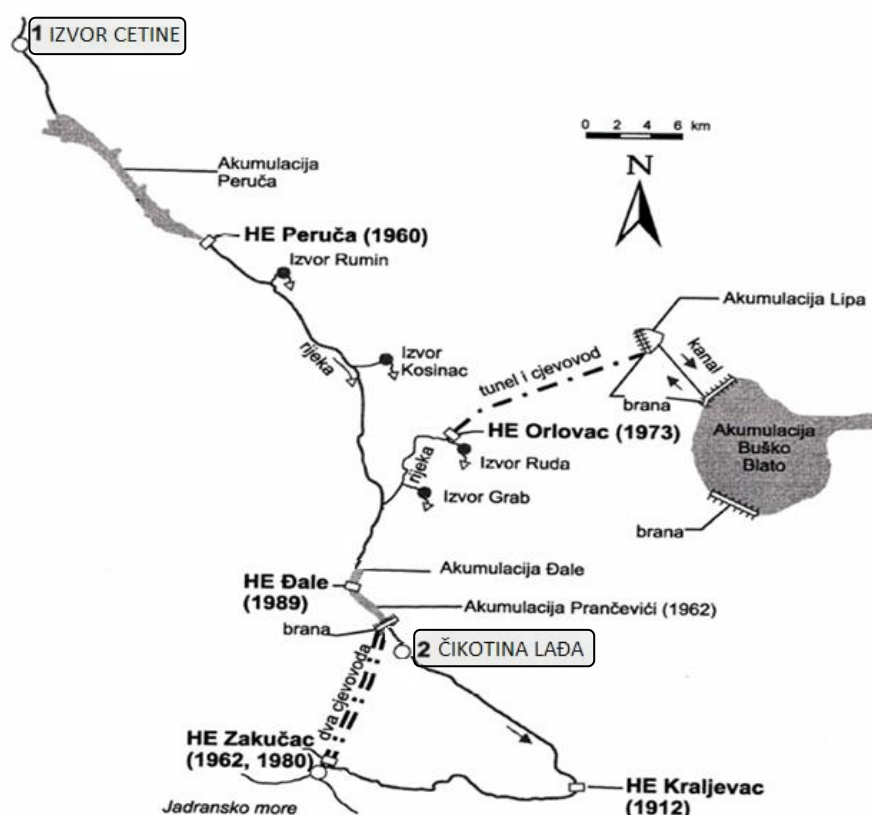 1 IZVOR CETINE
Akumulacija
Peruča
0 2 4 6 km
N
HE Peruča (1960)
Izvor Rumin
Akumulacija Lipa
rijeka
Izvor
Kosinac
tunel i cjevovod
kanal
brana
HE Orlovac (1973)
Akumulacija
Buško
Blato
rijeka
Izvor Ruda
Izvor Grab
brana
Akumulacija Đale
HE Đale
(1989)
Akumulacija Prančevići (1962)
brana
2 ČIKOTINA LAĐA
dva cjevovoda
HE Zakučac
(1962, 1980)
HE Kraljevac
(1912)
Jadransko more